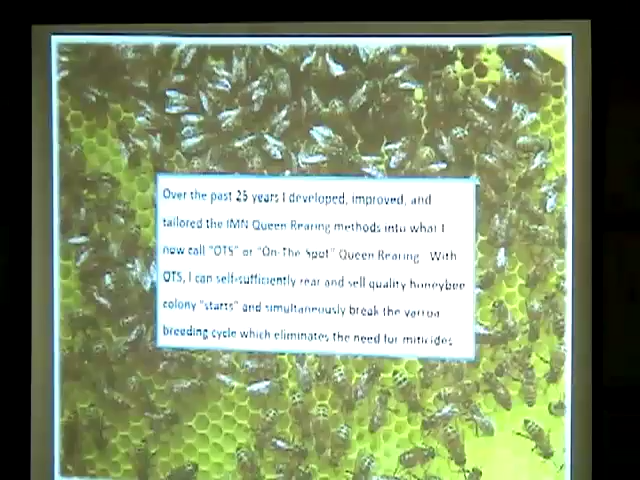 Over the past 25 years I developed, improved, and
tailored the IMN Queen Rearing methods into what I
now call "OTS" or "On The Spot" Queen Rearing. With
OTS, I can self-sufficiently rear and sell quality honeybee
colony "starts" and simultaneously break the varroa
breeding cycle which eliminates the need for miticides